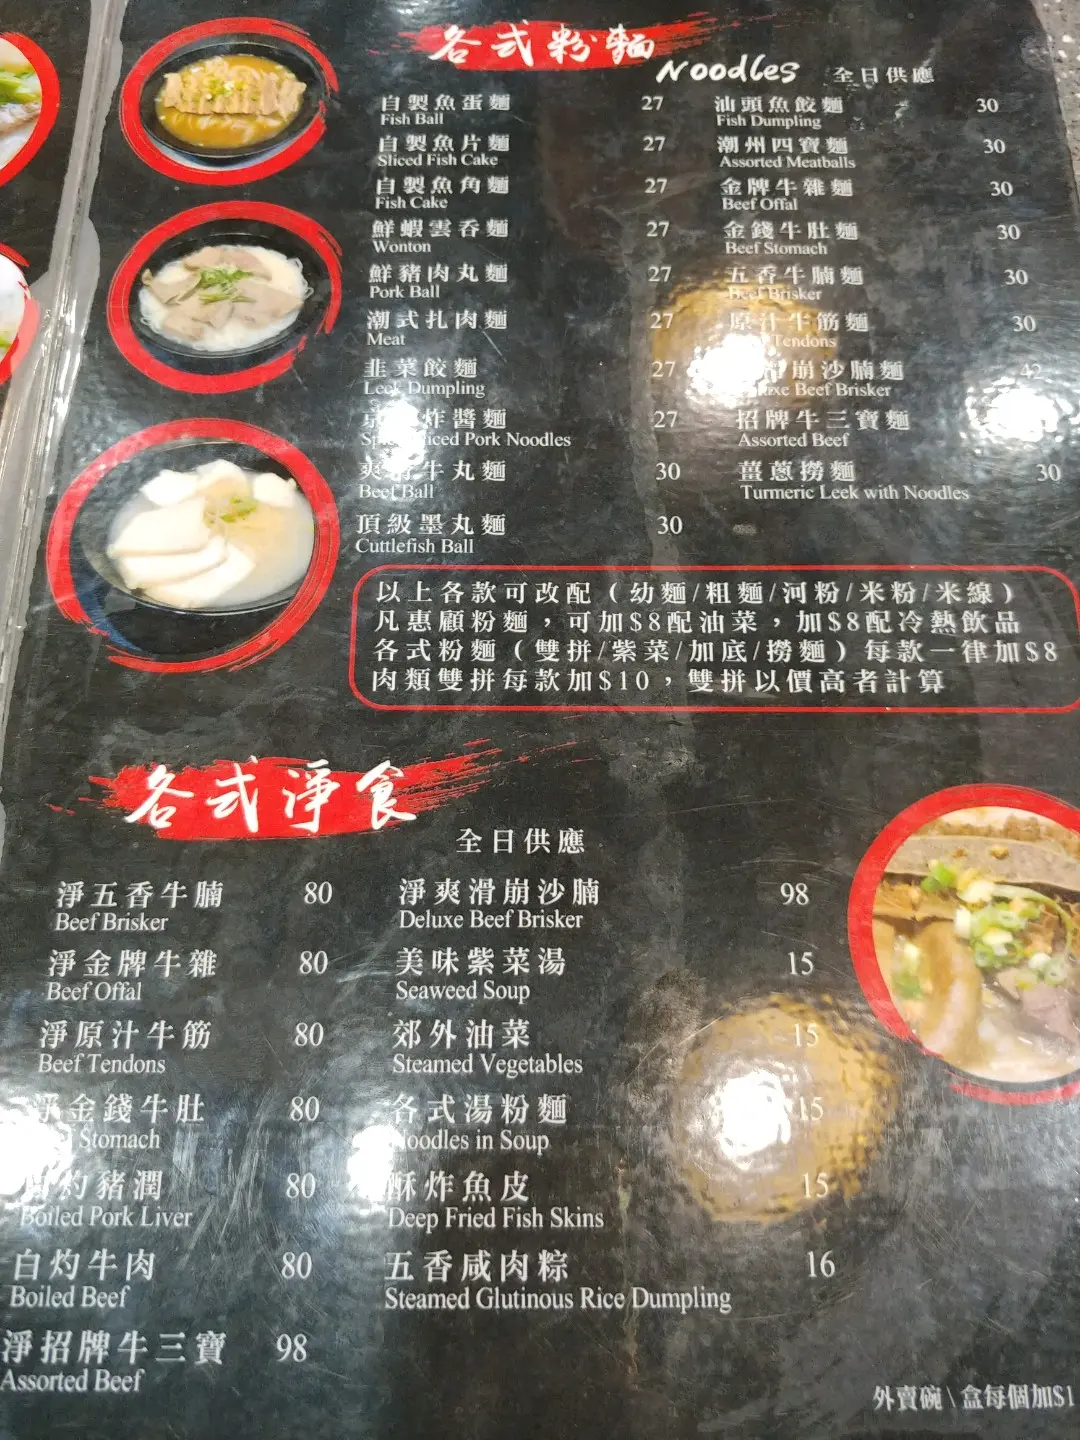 各式粉麵
Noodles 全日供應
自製魚蛋麵 27
Fish Ball
自製魚片麵 27
Sliced Fish Cake
自製魚角麵 27
Fish Cake
鮮蝦雲吞麵 27
Wonton
鮮豬肉丸麵 27
Pork Ball
潮式扎肉麵 27
Meat
韭菜餃麵 27
Leek Dumpling
京 炸醬麵 27
Pork Noodles
爽 牛丸麵 30
Beef Ball
頂級墨丸麵 30
Cuttlefish Ball
汕頭魚餃麵 30
Fish Dumpling
潮州四寶麵 30
Assorted Meatballs
金牌牛雜麵 30
Beef Offal
金錢牛肚麵 30
Beef Stomach
五香牛腩麵 30
Beef Brisker
原汁牛筋麵 30
Tendons
崩沙腩麵
Beef Brisker
招牌牛三寶麵
Assorted Beef
薑蔥撈麵 30
Turmeric Leek with Noodles
以上各款可改配（幼麵/粗麵/河粉/米粉/米線）
凡惠顧粉麵，可加$8配油菜，加$8配冷熱飲品
各式粉麵（雙拼/紫菜/加底/撈麵）每款一律加$8
肉類雙拼每款加$10，雙拼以價高者計算
各式淨食
全日供應
淨五香牛腩 80
Beef Brisker
淨金牌牛雜 80
Beef Offal
淨原汁牛筋 80
Beef Tendons
淨金錢牛肚 80
Stomach
灼豬潤 80
Boiled Pork Liver
白灼牛肉 80
Boiled Beef
淨招牌牛三寶 98
Assorted Beef
淨爽滑崩沙腩 98
Deluxe Beef Brisker
美味紫菜湯 15
Seaweed Soup
郊外油菜 15
Steamed Vegetables
各式湯粉麵 15
Noodles in Soup
酥炸魚皮 15
Deep Fried Fish Skins
五香咸肉粽 16
Steamed Glutinous Rice Dumpling
外賣碗\盒每個加$1